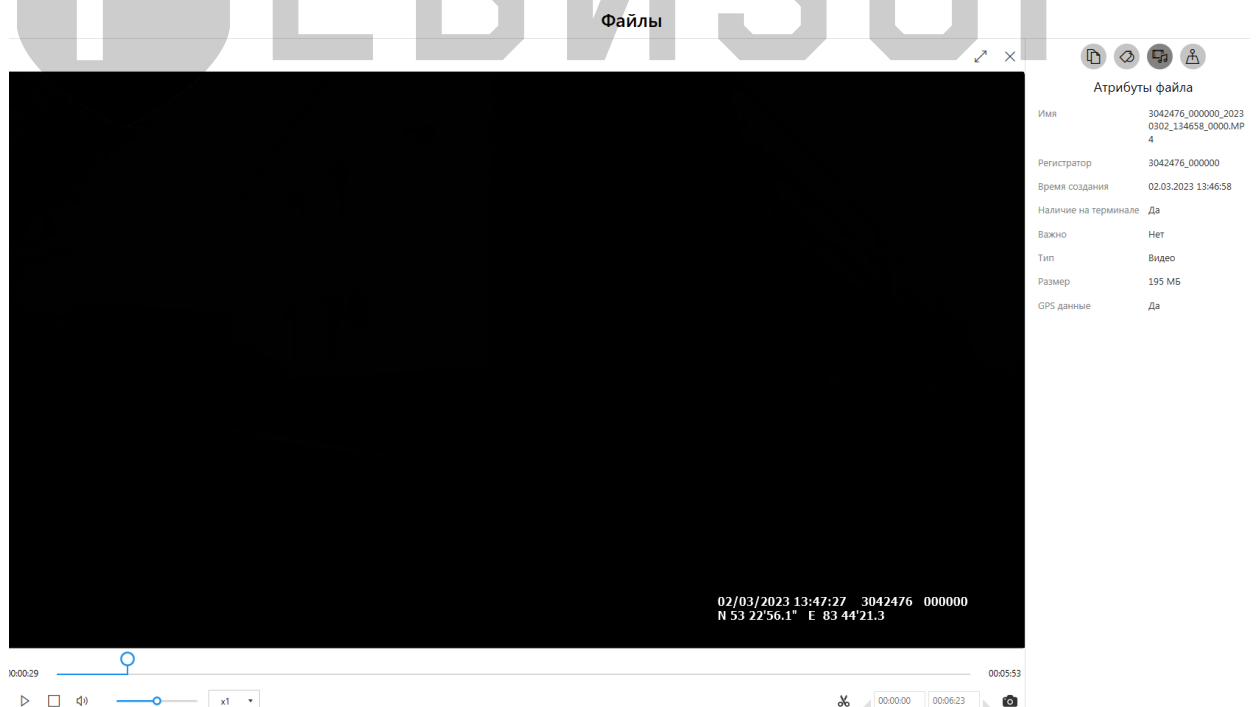 Файлы
Атрибуты файла
Имя 3042476_000000_2023
0302_134658_0000.MP
4
Регистратор 3042476_000000
Время создания 02.03.2023 13:46:58
Наличие на терминале Да
Важно Нет
Тип Видео
Размер 195 МБ
GPS данные Да
02/03/2023 13:47:27 3042476 000000
N 53 22'56.1" E 83 44'21.3
00:00:29 00:05:53
x1 00:00:00 00:06:23